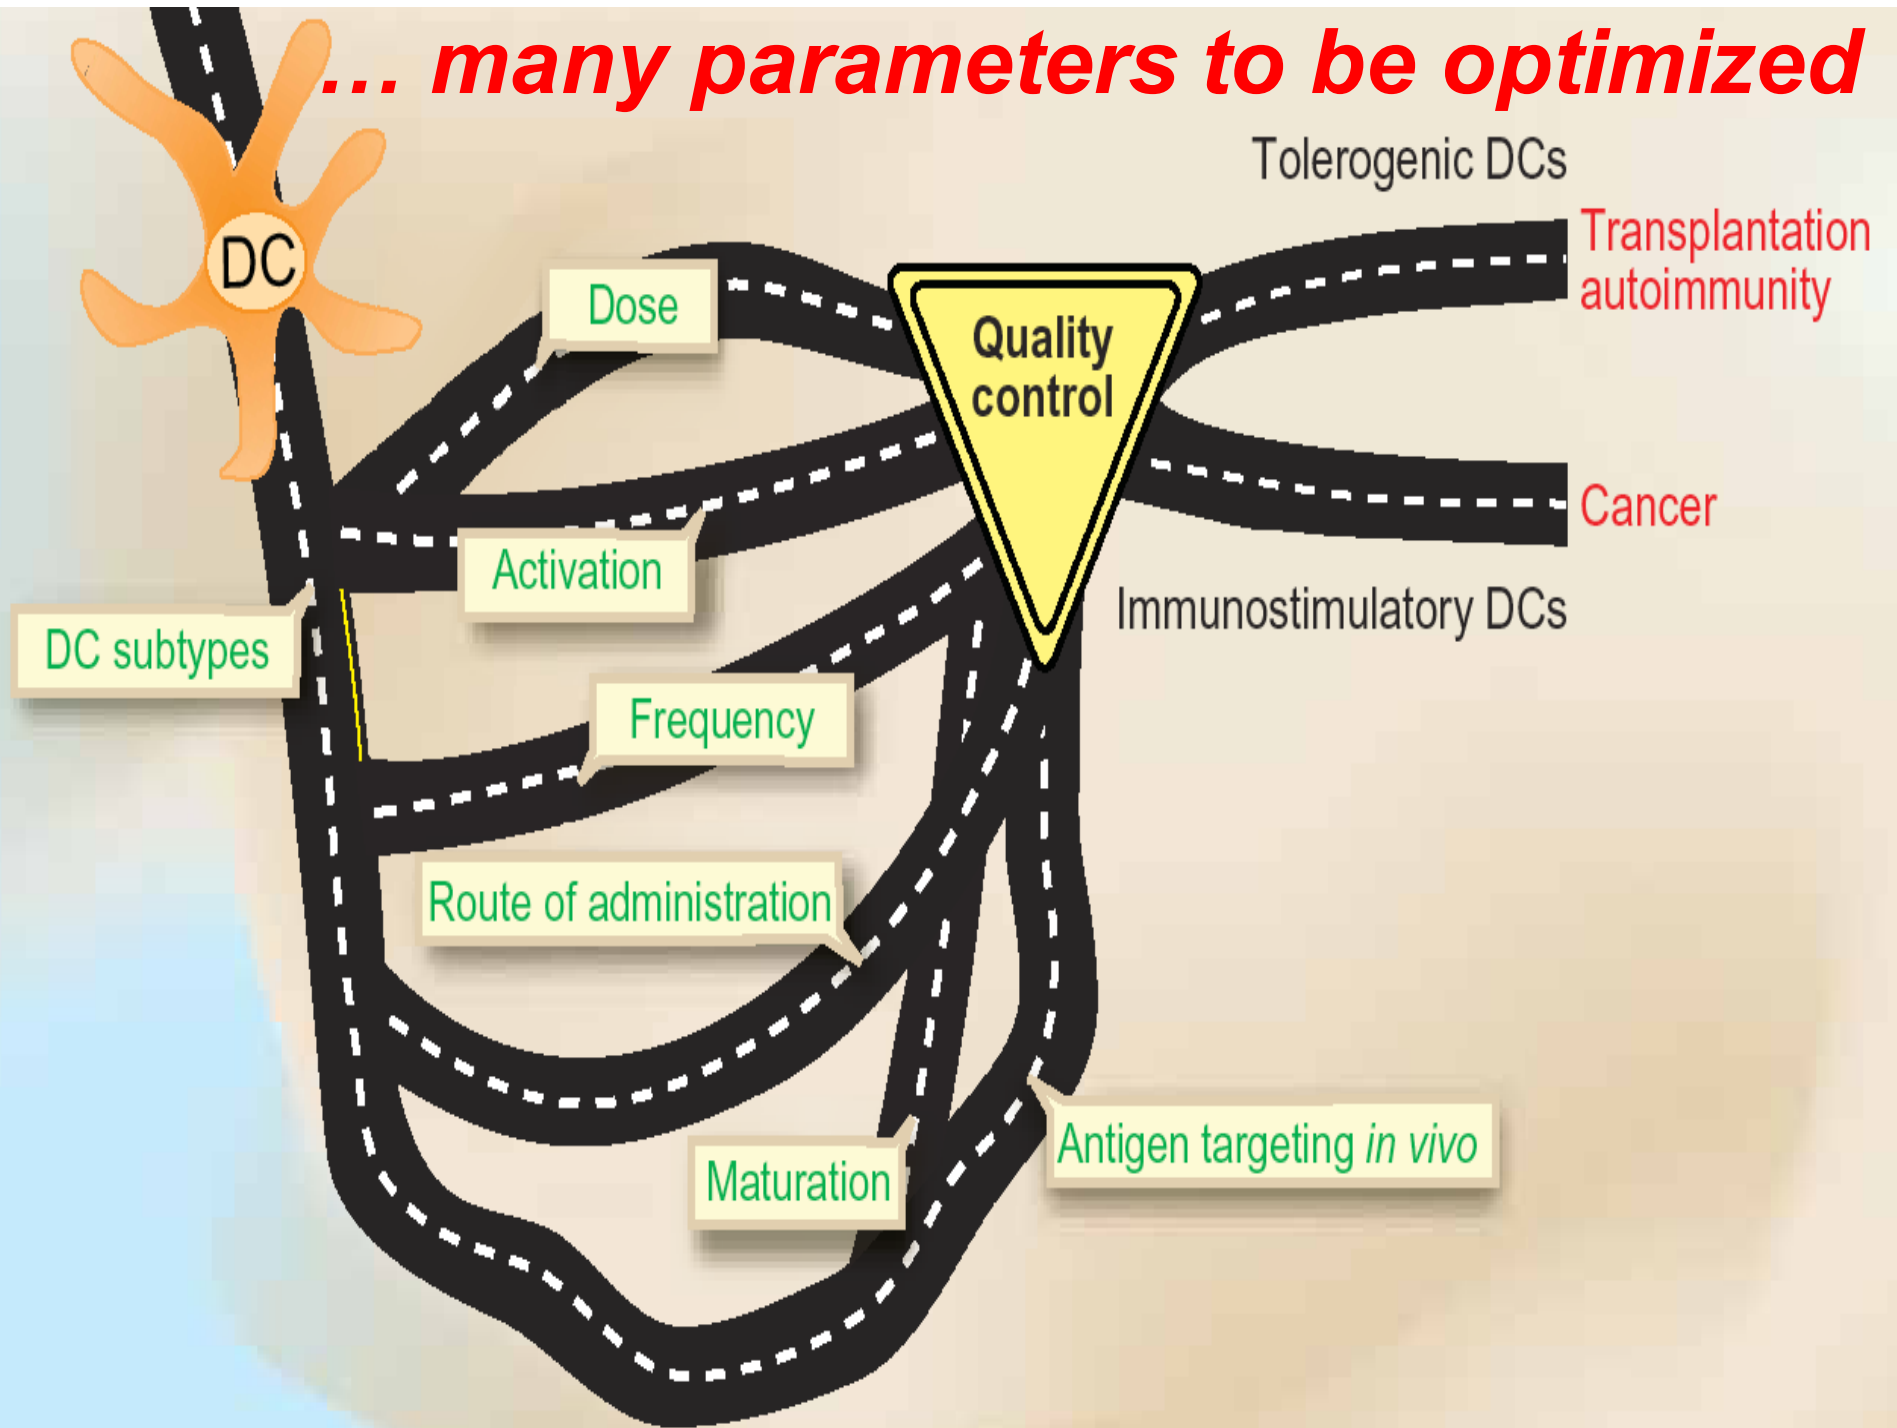 ... many parameters to be optimized
Tolerogenic DCs
Transplantation
autoimmunity
DC
Dose
Quality
control
Cancer
Activation
Immunostimulatory DCs
DC subtypes
Frequency
Route of administration
Antigen targeting in vivo
Maturation